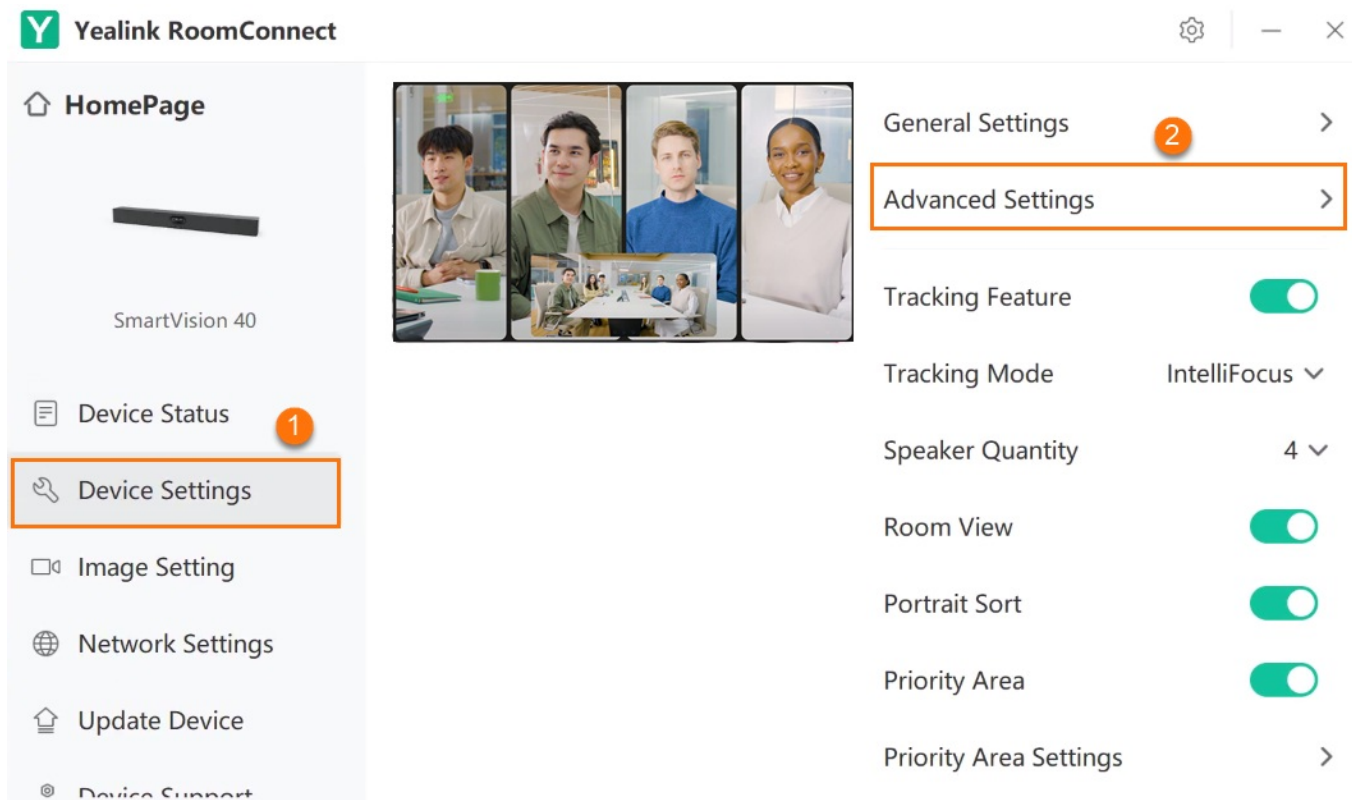 Yealink RoomConnect
HomePage
SmartVision 40
Device Status
1
Device Settings
Image Setting
Network Settings
Update Device
Device Support
General Settings
2
Advanced Settings
Tracking Feature
Tracking Mode IntelliFocus
Speaker Quantity 4
Room View
Portrait Sort
Priority Area
Priority Area Settings